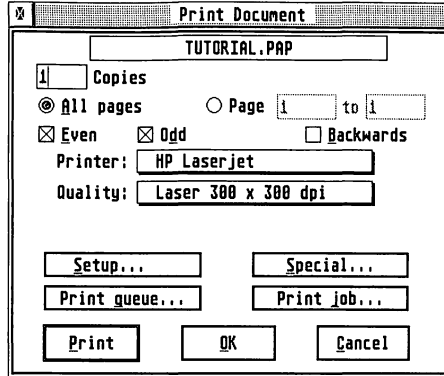 Print Document
TUTORIAL.PAP
1 Copies
All pages Page 1 to 1
Even Odd Backwards
Printer: HP Laserjet
Quality: Laser 300 x 300 dpi
Setup... Special...
Print queue... Print job...
Print OK Cancel